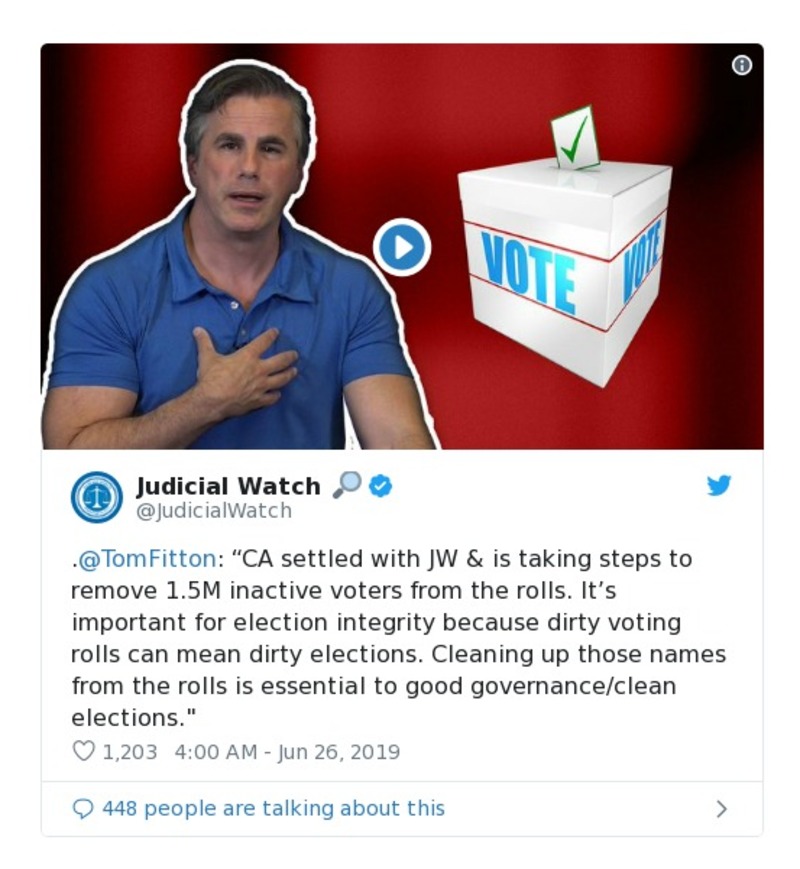 VOTE
VOTE
Judicial Watch
@JudicialWatch
.@TomFitton: “CA settled with JW & is taking steps to
remove 1.5M inactive voters from the rolls. It’s
important for election integrity because dirty voting
rolls can mean dirty elections. Cleaning up those names
from the rolls is essential to good governance/clean
elections."
1,203 4:00 AM - Jun 26, 2019
448 people are talking about this